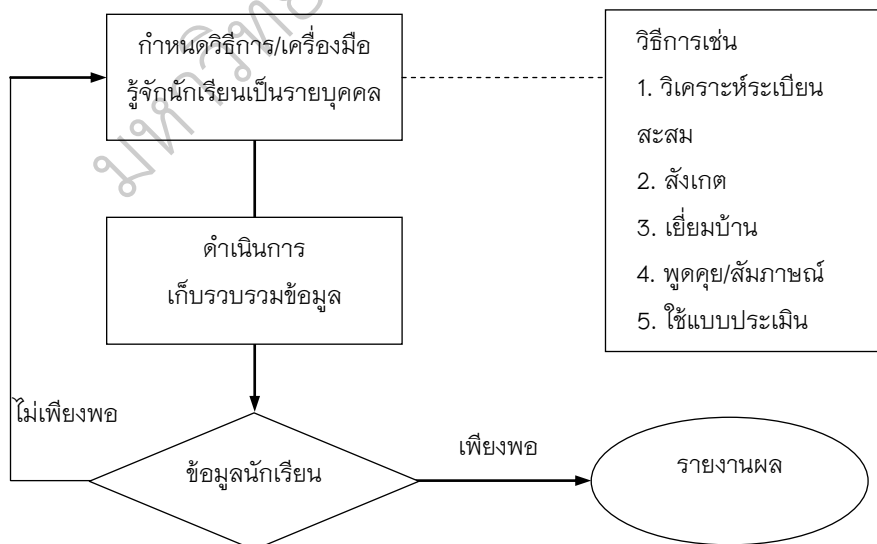 กำหนดวิธีการ/เครื่องมือ
รู้จักนักเรียนเป็นรายบุคคล
วิธีการเช่น
1. วิเคราะห์ระเบียน
สะสม
2. สังเกต
3. เยี่ยมบ้าน
4. พูดคุย/สัมภาษณ์
5. ใช้แบบประเมิน
ดำเนินการ
เก็บรวบรวมข้อมูล
ไม่เพียงพอ
ข้อมูลนักเรียน
เพียงพอ
รายงานผล